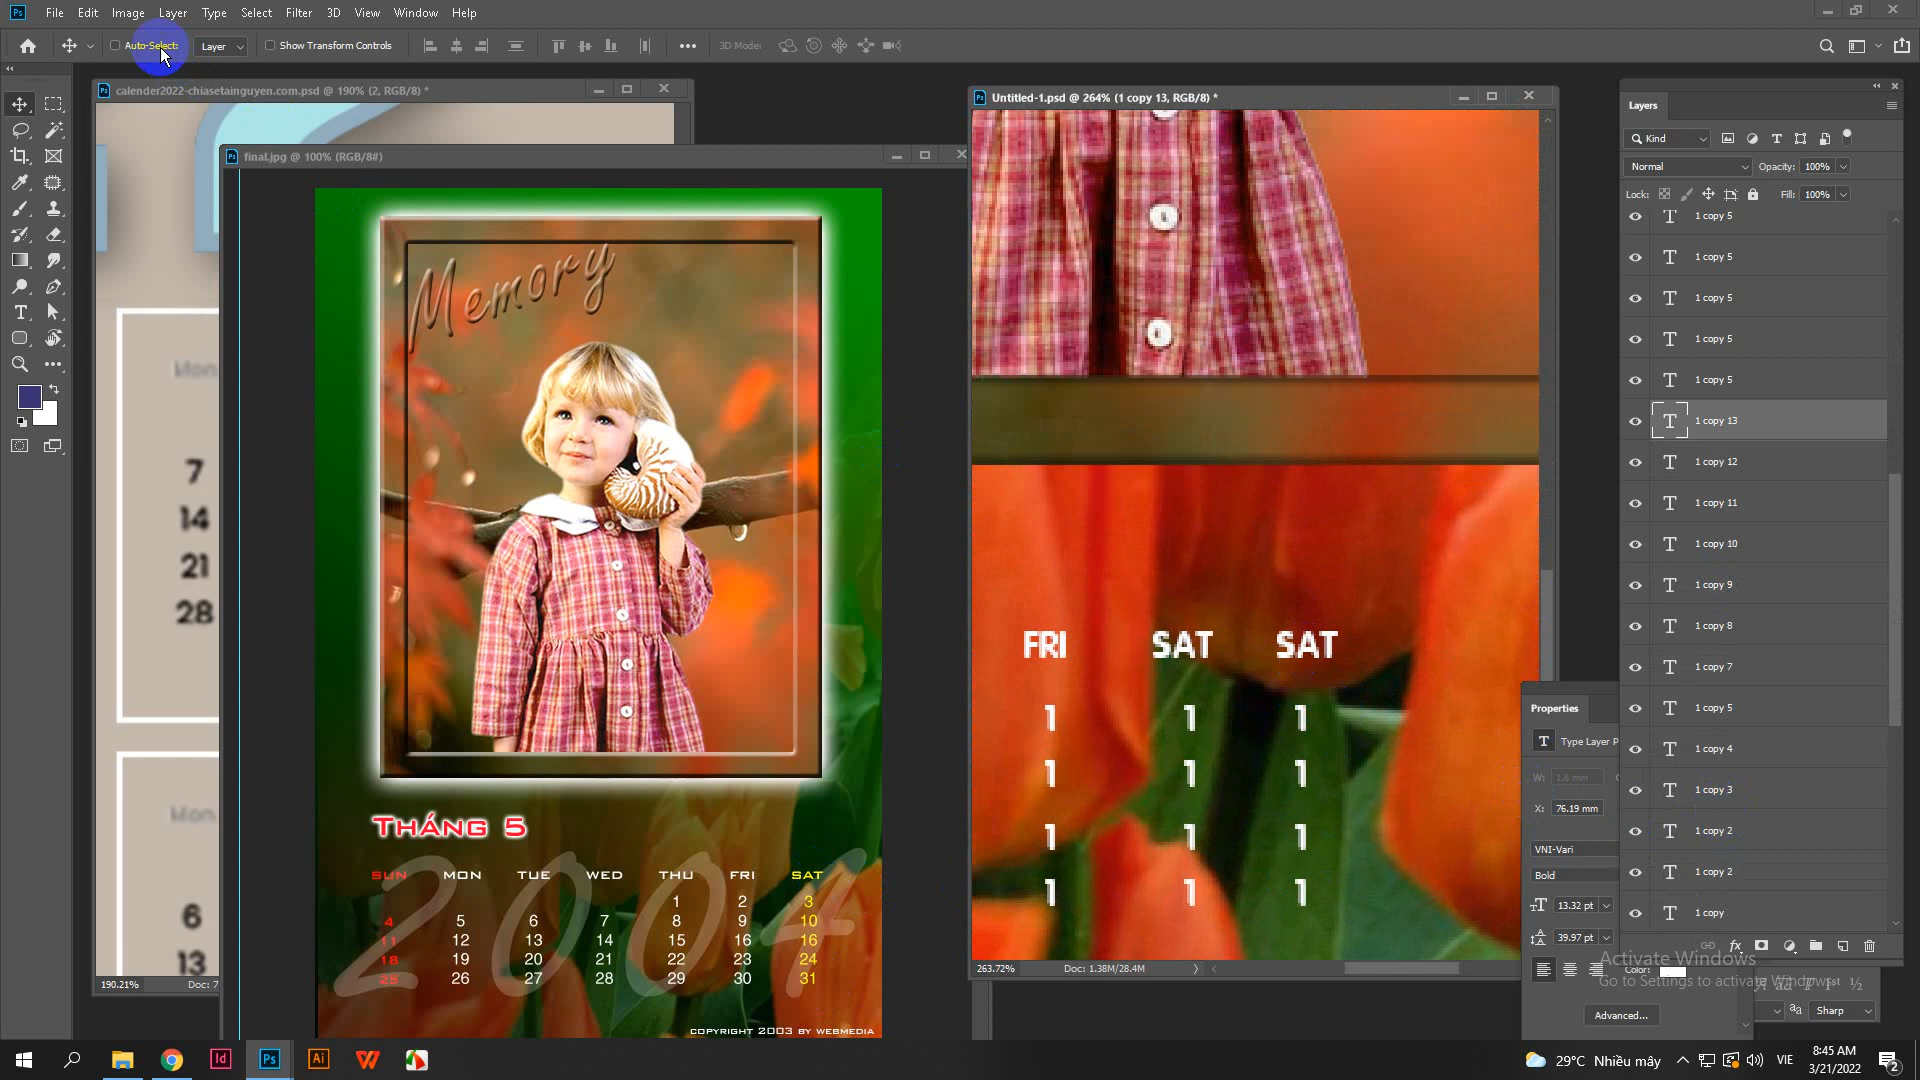 Ps File Edit Image Layer Type Select Filter 3D View Window Help
Auto-Select: Layer Show Transform Controls 3D Mode:
calender2022-chiasetainguyen.com.psd @ 190% (2, RGB/8) *
final.jpg @ 100% (RGB/8#)
Memory
Mon
7
14
21
28
Mon
6
13
190.21% Doc: 7
THÁNG 5
2004
SUN MON TUE WED THU FRI SAT
1 2 3
4 5 6 7 8 9 10
11 12 13 14 15 16 16
18 19 20 21 22 23 24
25 26 27 28 29 30 31
COPYRIGHT 2003 BY WEBMEDIA
Untitled-1.psd @ 264% (1 copy 13, RGB/8) *
FRI SAT SAT
1 1 1
1 1 1
1 1 1
1 1 1
263.72% Doc: 1.38M/28.4M
Layers
Kind
Normal Opacity: 100%
Lock: Fill: 100%
1 copy 5
1 copy 5
1 copy 5
1 copy 5
1 copy 5
1 copy 13
1 copy 12
1 copy 11
1 copy 10
1 copy 9
1 copy 8
1 copy 7
1 copy 5
1 copy 4
1 copy 3
1 copy 2
1 copy 2
1 copy
Properties
Type Layer P
W: 1.8 mm
X: 76.19 mm
VNI-Vari
Bold
13.32 pt
39.97 pt
Color:
Advanced...
Sharp
Activate Windows
Go to Settings to activate Windows.
29°C Nhiều mây
VIE
8:45 AM
3/21/2022
2